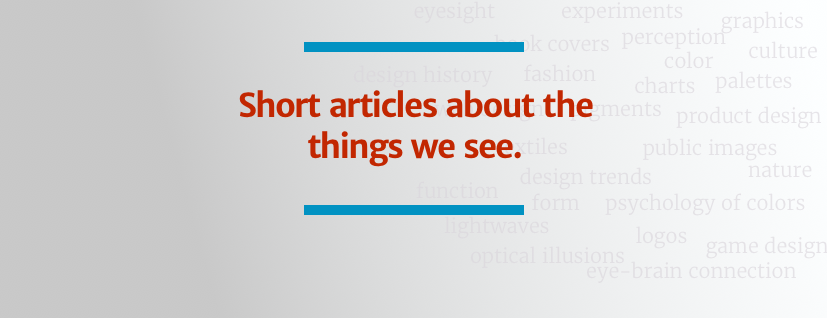 eyesight
experiments
graphics
perception
book covers
culture
color
design history
fashion
charts
palettes
Short articles about the
pigments
product design
things we see.
textiles
public images
nature
design trends
function
form
psychology of colors
lightwaves
logos
game design
optical illusions
eye-brain connection